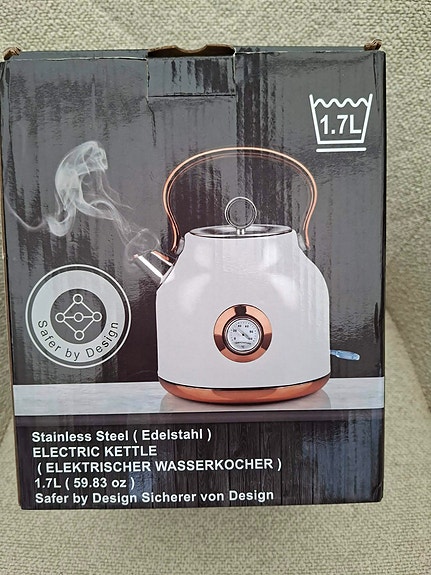 1.7L
Safer by Design
Stainless Steel ( Edelstahl )
ELECTRIC KETTLE
( ELEKTRISCHER WASSERKOCHER )
1.7L ( 59.83 oz )
Safer by Design Sicherer von Design